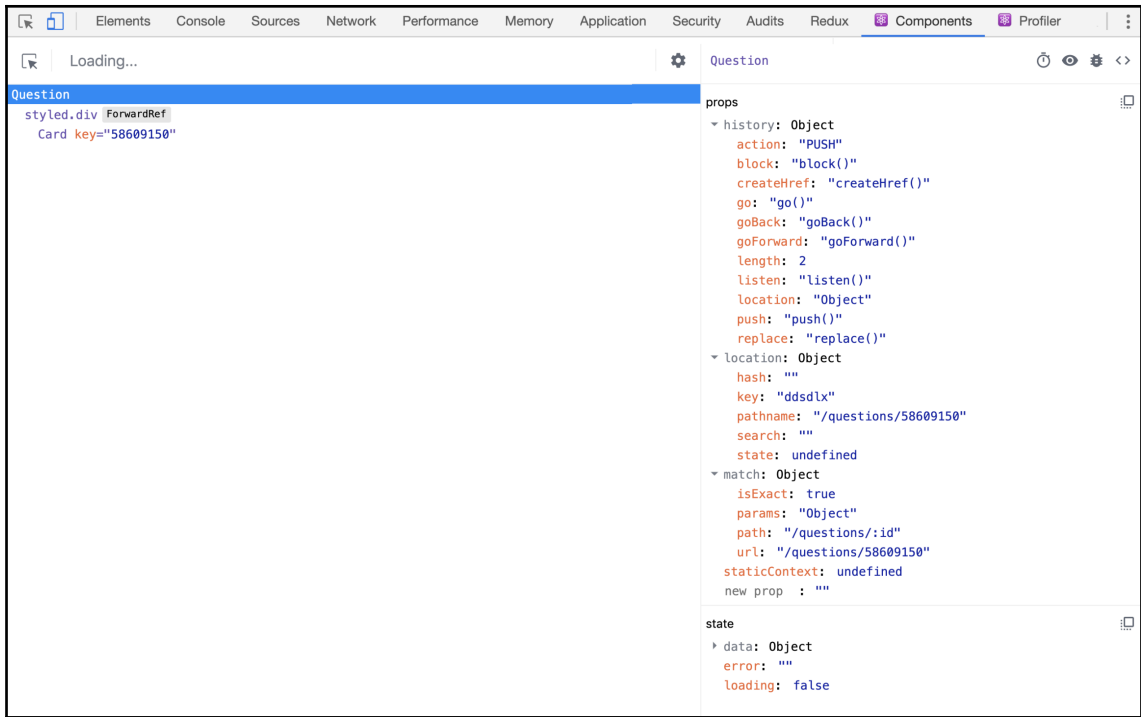 Elements Console Sources Network Performance Memory Application Security Audits Redux Components Profiler
Loading...
Question
styled.div ForwardRef
Card key="58609150"
Question
props
history: Object
action: "PUSH"
block: "block()"
createHref: "createHref()"
go: "go()"
goBack: "goBack()"
goForward: "goForward()"
length: 2
listen: "listen()"
location: "Object"
push: "push()"
replace: "replace()"
location: Object
hash: ""
key: "ddsdlx"
pathname: "/questions/58609150"
search: ""
state: undefined
match: Object
isExact: true
params: "Object"
path: "/questions/:id"
url: "/questions/58609150"
staticContext: undefined
new prop : ""
state
data: Object
error: ""
loading: false